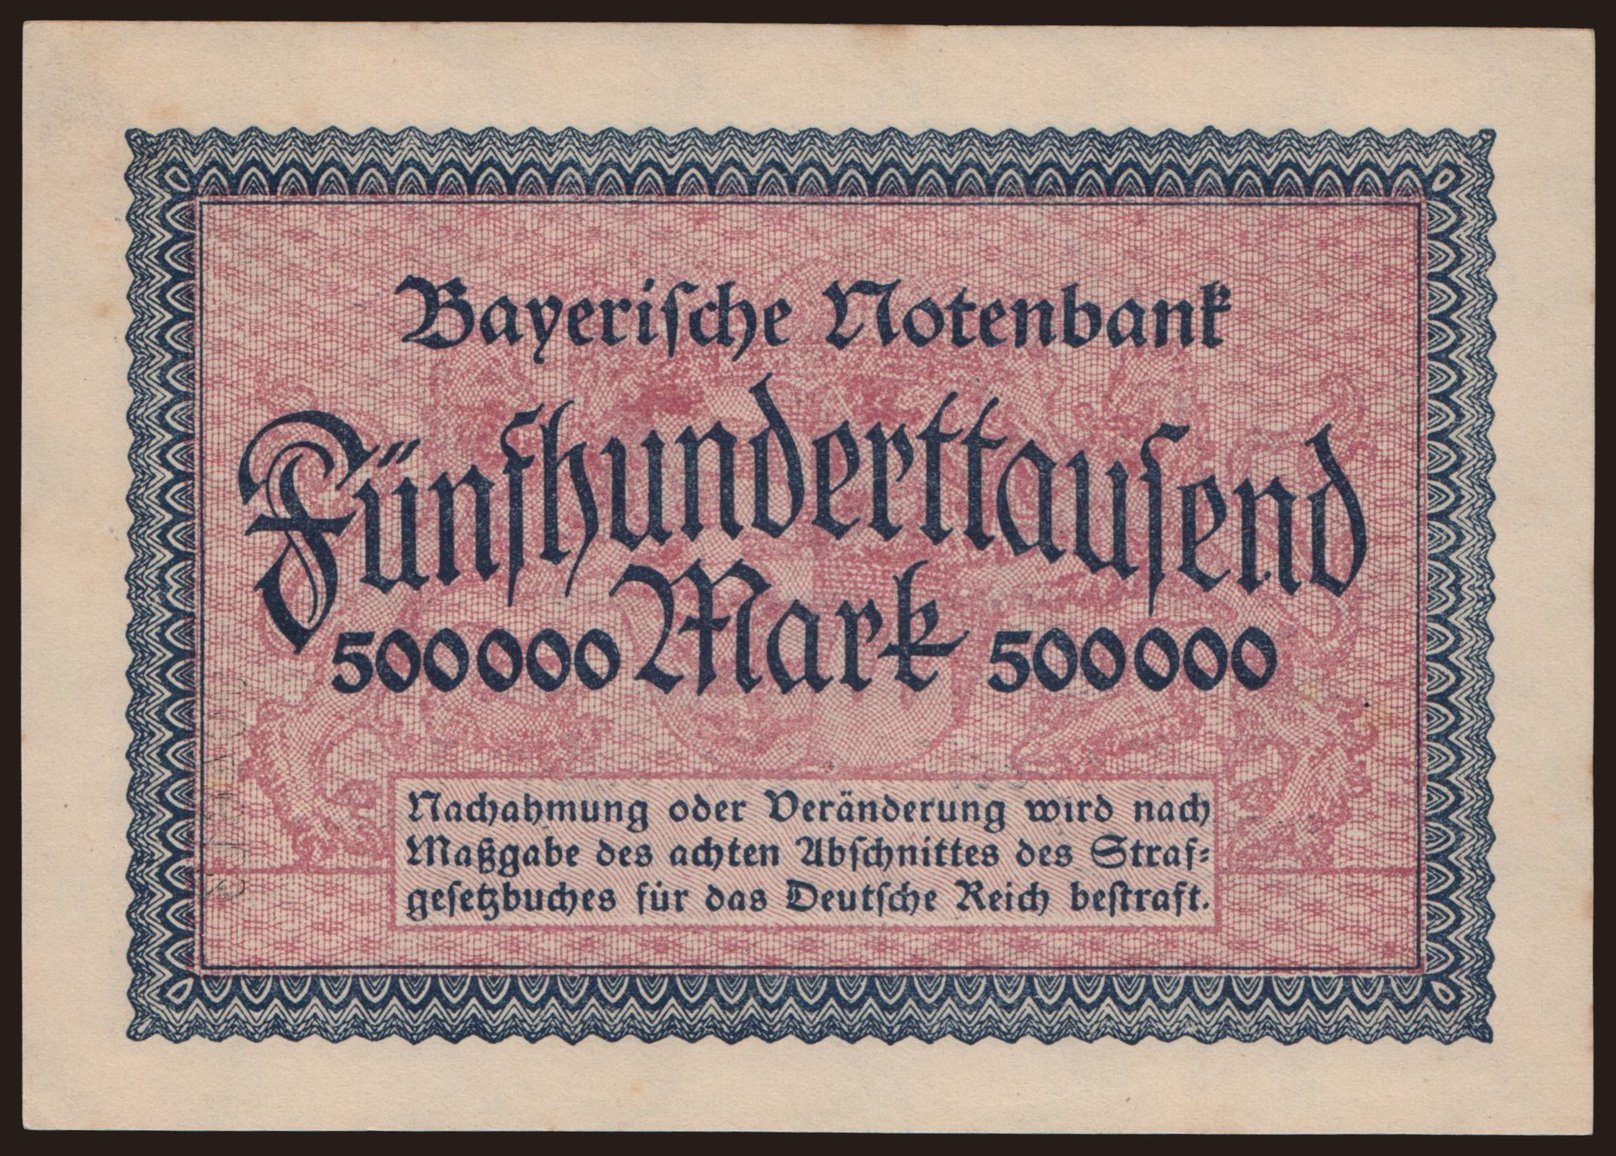 Bayerische Notenbank
Fünfhunderttausend
500000 Mark 500000
Nachahmung oder Veränderung wird nach
Maßgabe des achten Abschnittes des Straf-
gesetzbuches für das Deutsche Reich bestraft.